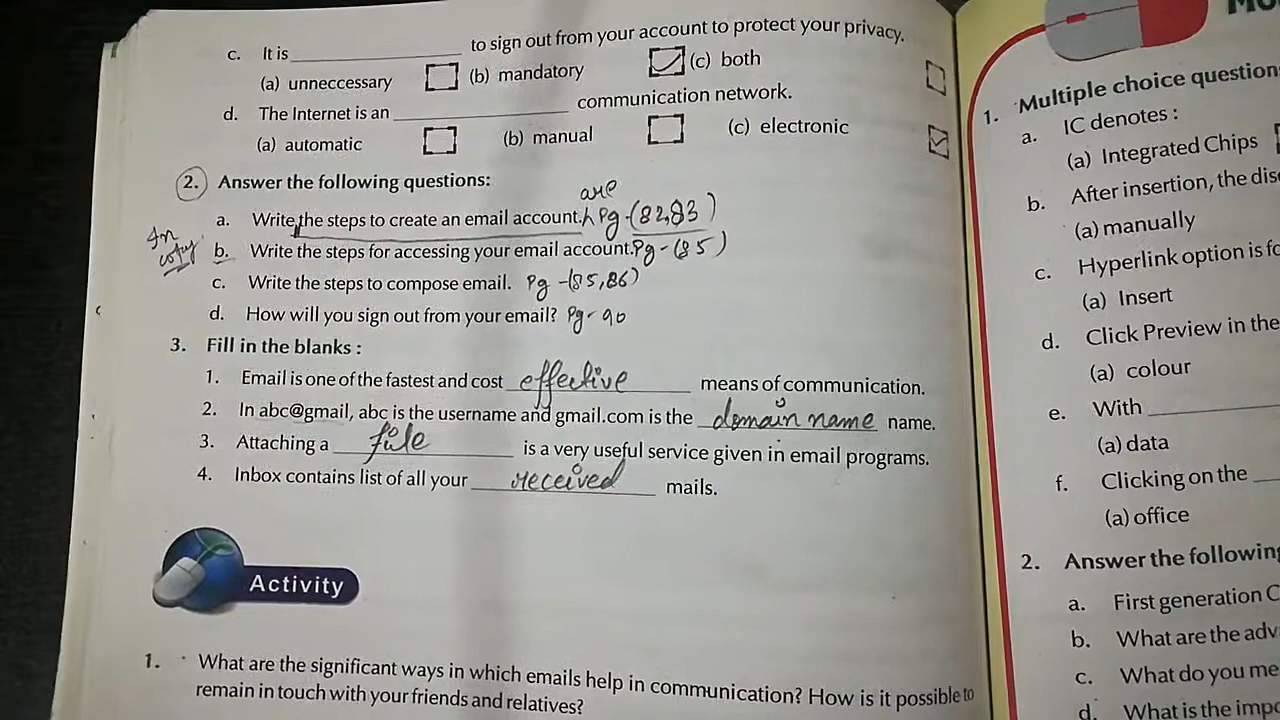 c. It is ____________ to sign out from your account to protect your privacy.
(a) unneccessary (b) mandatory (c) both
d. The Internet is an ____________ communication network.
(a) automatic (b) manual (c) electronic
2. Answer the following questions:
are
a. Write the steps to create an email account. Pg-(82,83)
In copy
b. Write the steps for accessing your email account. Pg-(85)
c. Write the steps to compose email. Pg-(85,86)
d. How will you sign out from your email? Pg- 90
3. Fill in the blanks :
1. Email is one of the fastest and cost effective means of communication.
2. In abc@gmail, abc is the username and gmail.com is the domain name name.
3. Attaching a file is a very useful service given in email programs.
4. Inbox contains list of all your received mails.
Activity
1. What are the significant ways in which emails help in communication? How is it possible to
remain in touch with your friends and relatives?
1. Multiple choice question
a. IC denotes :
(a) Integrated Chips
b. After insertion, the dis
(a) manually
c. Hyperlink option is fo
(a) Insert
d. Click Preview in the
(a) colour
e. With ____________
(a) data
f. Clicking on the __
(a) office
2. Answer the following
a. First generation C
b. What are the adv
c. What do you me
d. What is the impo